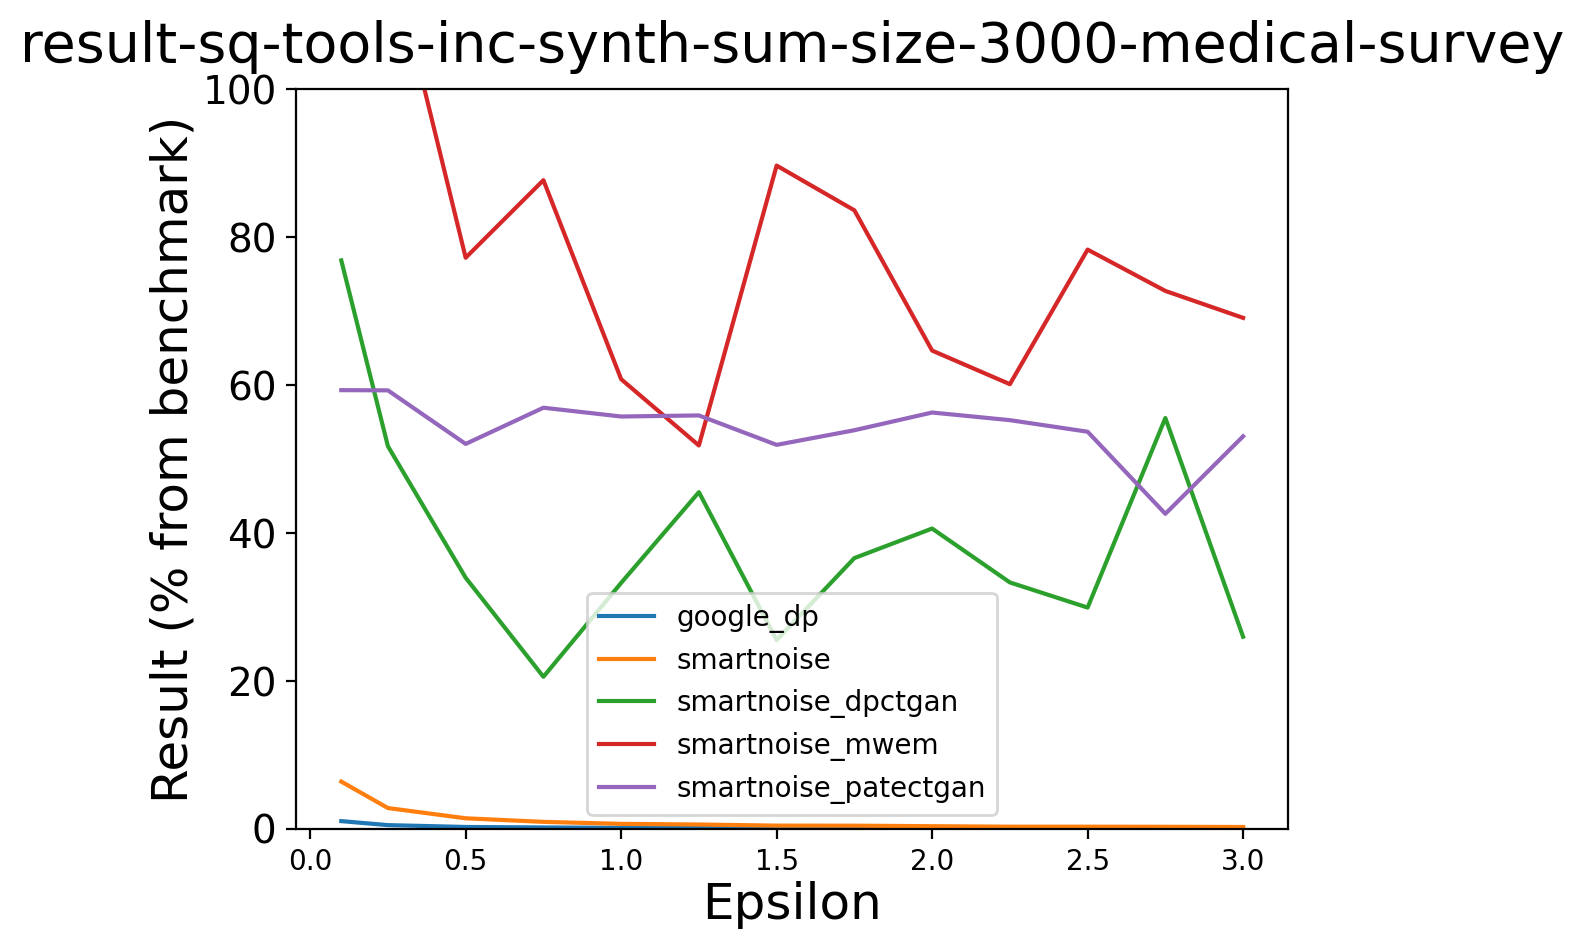 result-sq-tools-inc-synth-sum-size-3000-medical-survey
Result (% from benchmark)
100
80
60
40
20
0
google_dp
smartnoise
smartnoise_dpctgan
smartnoise_mwem
smartnoise_patectgan
0.0 0.5 1.0 1.5 2.0 2.5 3.0
Epsilon